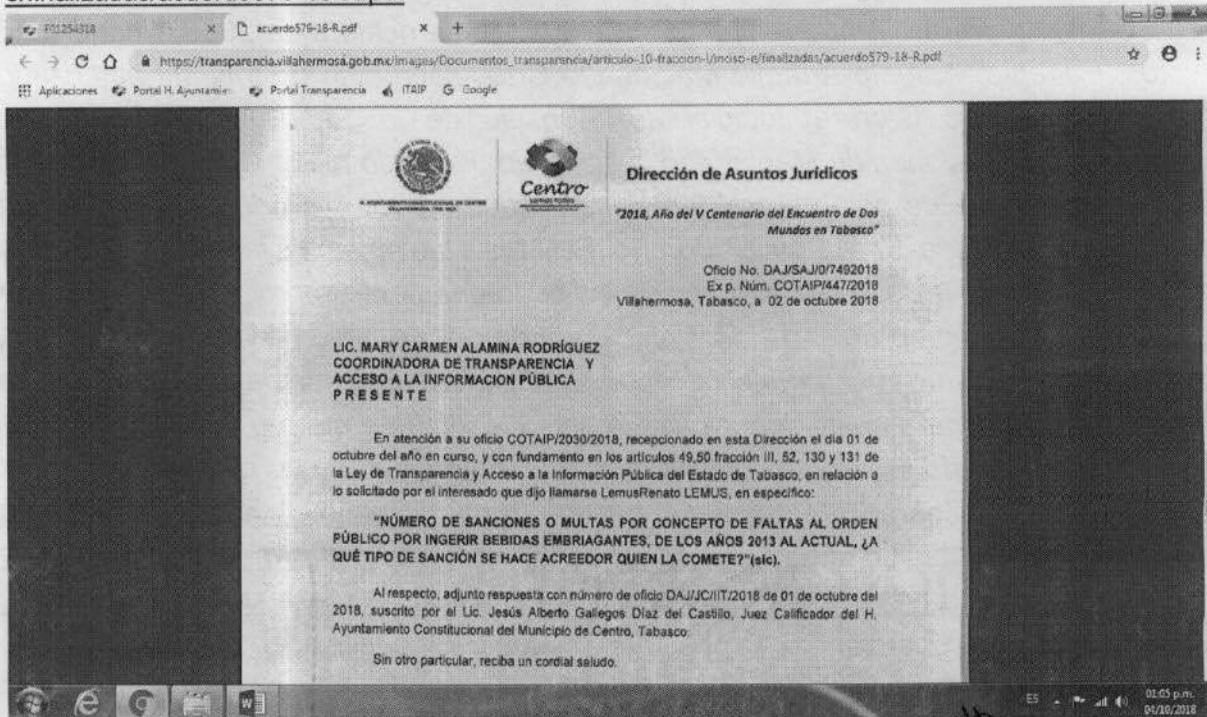 F01254318
acuerdo579-18-R.pdf
https://transparencia.villahermosa.gob.mx/images/Documentos_transparencia/articulo-10-fraccion-I/inciso-e/finalizadas/acuerdo579-18-R.pdf
Aplicaciones Portal H. Ayuntamie Portal Transparencia ITAIP Google
Centro
Dirección de Asuntos Jurídicos
"2018, Año del V Centenario del Encuentro de Dos
Mundos en Tabasco"
Oficio No. DAJ/SAJ/0/7492018
Ex p. Núm. COTAIP/447/2018
Villahermosa, Tabasco, a 02 de octubre 2018
LIC. MARY CARMEN ALAMINA RODRÍGUEZ
COORDINADORA DE TRANSPARENCIA Y
ACCESO A LA INFORMACION PÚBLICA
P R E S E N T E
En atención a su oficio COTAIP/2030/2018, recepcionado en esta Dirección el día 01 de
octubre del año en curso, y con fundamento en los artículos 49,50 fracción III, 52, 130 y 131 de
la Ley de Transparencia y Acceso a la Información Pública del Estado de Tabasco, en relación a
lo solicitado por el interesado que dijo llamarse LemusRenato LEMUS, en especifico:
"NÚMERO DE SANCIONES O MULTAS POR CONCEPTO DE FALTAS AL ORDEN
PÚBLICO POR INGERIR BEBIDAS EMBRIAGANTES, DE LOS AÑOS 2013 AL ACTUAL, ¿A
QUÉ TIPO DE SANCIÓN SE HACE ACREEDOR QUIEN LA COMETE?"(sic).
Al respecto, adjunto respuesta con número de oficio DAJ/JC/IIT/2018 de 01 de octubre del
2018, suscrito por el Lic. Jesús Alberto Gallegos Díaz del Castillo, Juez Calificador del H.
Ayuntamiento Constitucional del Municipio de Centro, Tabasco.
Sin otro particular, reciba un cordial saludo.
ES
01:05 p.m.
04/10/2018